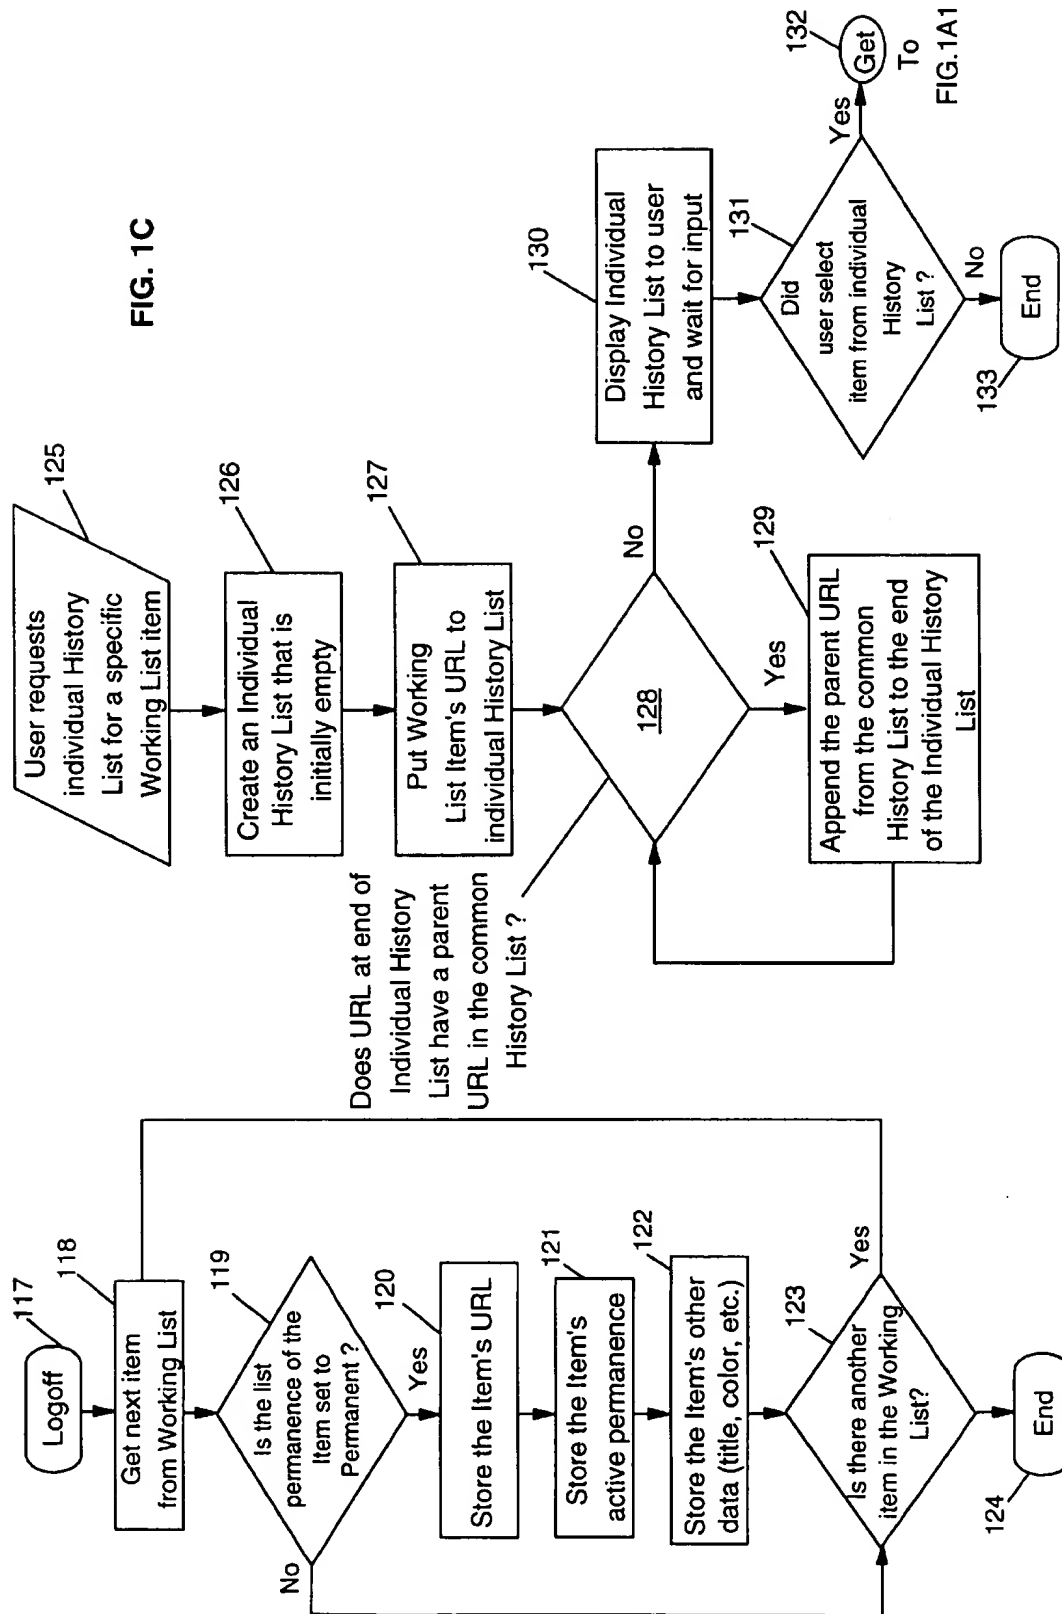 FIG. 1C
117
Logoff
118
Get next item
from Working List
119
Is the list
permanence of the
Item set to
Permanent ?
No
Yes
120
Store the Item's URL
121
Store the Item's
active permanence
122
Store the Item's other
data (title, color, etc.)
123
Is there another
item in the Working
List?
Yes
124
End
125
User requests
individual History
List for a specific
Working List item
126
Create an Individual
History List that is
initially empty
127
Put Working
List Item's URL to
individual History List
Does URL at end of
Individual History
List have a parent
URL in the common
History List ?
128
No
Yes
129
Append the parent URL
from the common
History List to the end
of the Individual History
List
130
Display Individual
History List to user
and wait for input
131
Did
user select
item from individual
History
List ?
Yes
No
132
Get
To
FIG.1A1
133
End